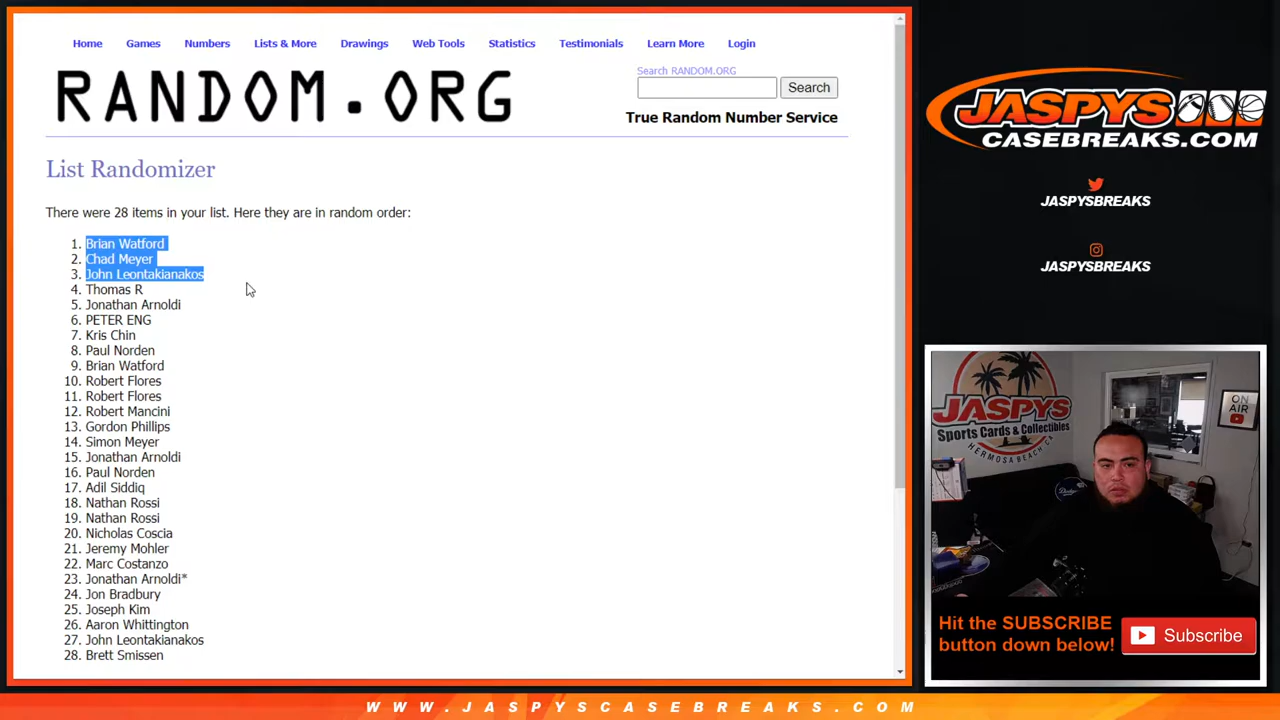 Home Games Numbers Lists & More Drawings Web Tools Statistics Testimonials Learn More Login
Search RANDOM.ORG
RANDOM.ORG
Search
True Random Number Service
List Randomizer
There were 28 items in your list. Here they are in random order:
1. Brian Watford
2. Chad Meyer
3. John Leontakianakos
4. Thomas R
5. Jonathan Arnoldi
6. PETER ENG
7. Kris Chin
8. Paul Norden
9. Brian Watford
10. Robert Flores
11. Robert Flores
12. Robert Mancini
13. Gordon Phillips
14. Simon Meyer
15. Jonathan Arnoldi
16. Paul Norden
17. Adil Siddiq
18. Nathan Rossi
19. Nathan Rossi
20. Nicholas Coscia
21. Jeremy Mohler
22. Marc Costanzo
23. Jonathan Arnoldi*
24. Jon Bradbury
25. Joseph Kim
26. Aaron Whittington
27. John Leontakianakos
28. Brett Smissen
JASPYS
CASEBREAKS.COM
JASPYSBREAKS
JASPYSBREAKS
JASPYS
Sports Cards & Collectibles
HERMOSA BEACH CA
ON
AIR
Dodgers
Hit the SUBSCRIBE
button down below!
Subscribe
WWW.JASPYSCASEBREAKS.COM